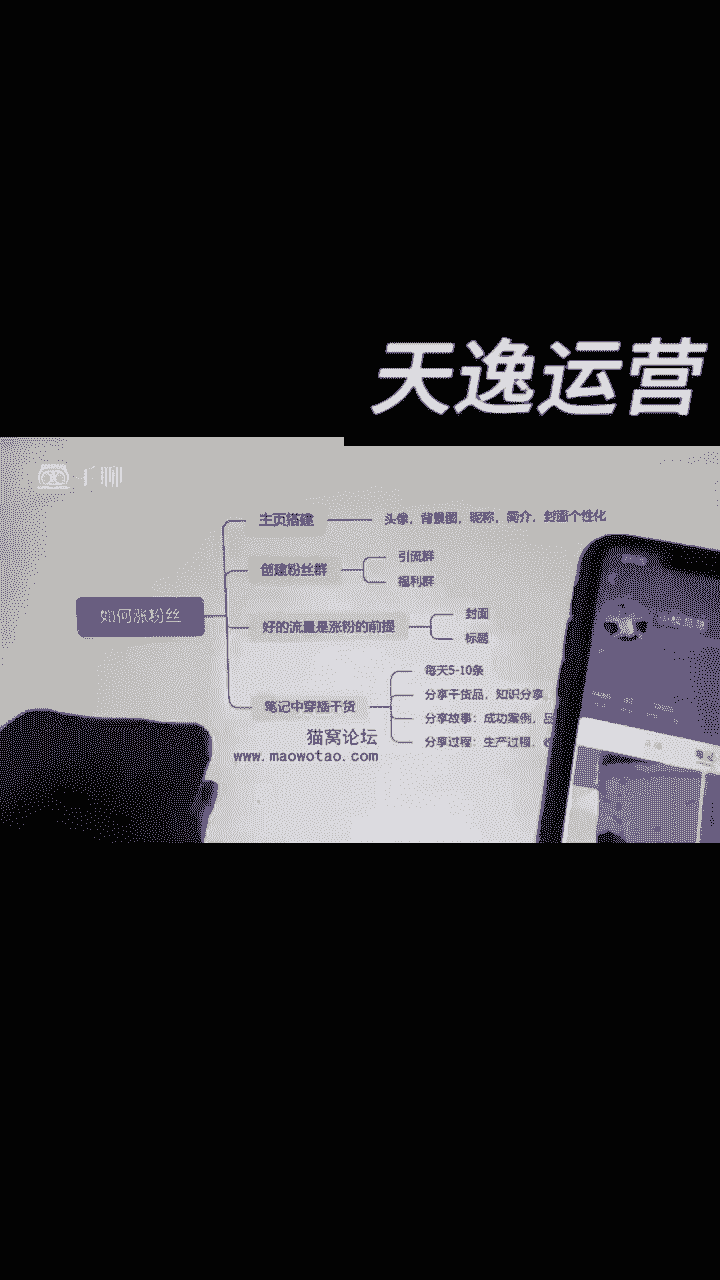 天逸运营
主页搭建
头像，背景图，昵称，简介，封面个性化
创建粉丝群
引流群
福利群
如何涨粉丝
好的流量是涨粉的前提
封面
标题
笔记中穿插干货
每天5-10条
分享干货品，知识分享
分享故事：成功案例，
分享过程：生产过程，
猫窝论坛
www.maowotao.com